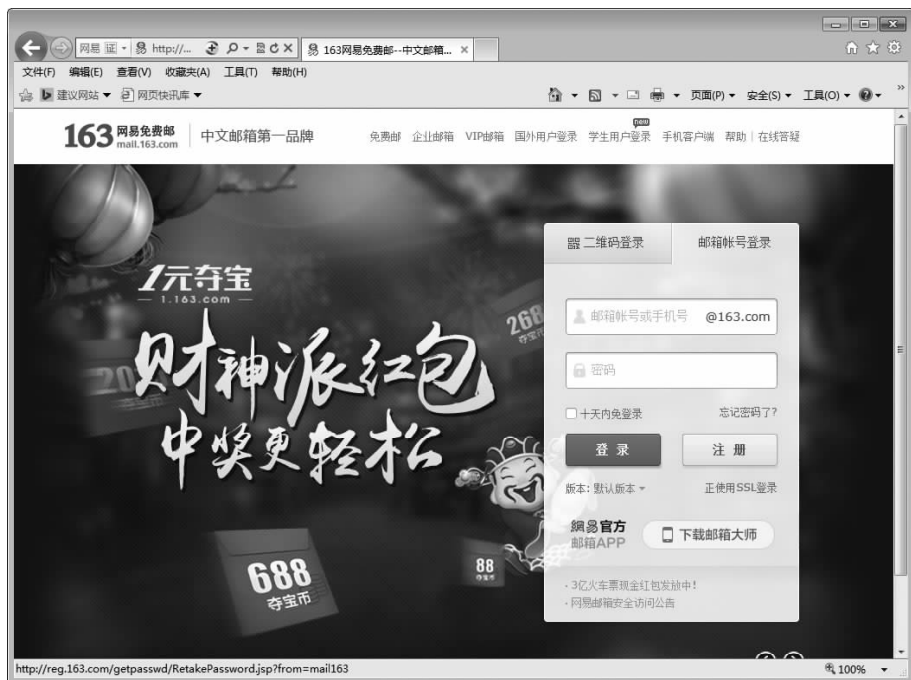 网易 证 http://...
163网易免费邮--中文邮箱... ×
文件(F) 编辑(E) 查看(V) 收藏夹(A) 工具(T) 帮助(H)
建议网站 网页快讯库
页面(P) 安全(S) 工具(O)
163 网易免费邮
mail.163.com
中文邮箱第一品牌
new
免费邮 企业邮箱 VIP邮箱 国外用户登录 学生用户登录 手机客户端 帮助 | 在线答疑
二维码登录
邮箱帐号登录
1元夺宝
1.163.com
邮箱帐号或手机号 @163.com
268
夺宝币
20
财神派红包
中奖更轻松
密码
十天内免登录 忘记密码了?
登 录 注 册
版本: 默认版本 正使用SSL登录
網易官方
邮箱APP
下载邮箱大师
688
夺宝币
88
夺宝币
· 3亿火车票现金红包发放中!
· 网易邮箱安全访问公告
http://reg.163.com/getpasswd/RetakePassword.jsp?from=mail163
100%